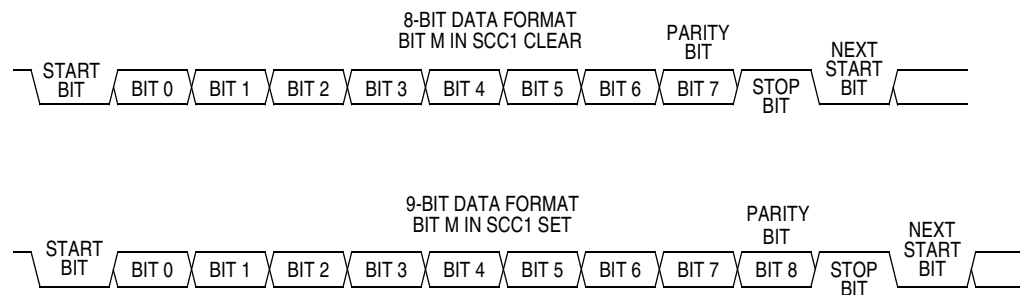 8-BIT DATA FORMAT
BIT M IN SCC1 CLEAR
PARITY
BIT
START
BIT
BIT 0 BIT 1 BIT 2 BIT 3 BIT 4 BIT 5 BIT 6 BIT 7
STOP
BIT
NEXT
START
BIT
9-BIT DATA FORMAT
BIT M IN SCC1 SET
PARITY
BIT
START
BIT
BIT 0 BIT 1 BIT 2 BIT 3 BIT 4 BIT 5 BIT 6 BIT 7 BIT 8
STOP
BIT
NEXT
START
BIT